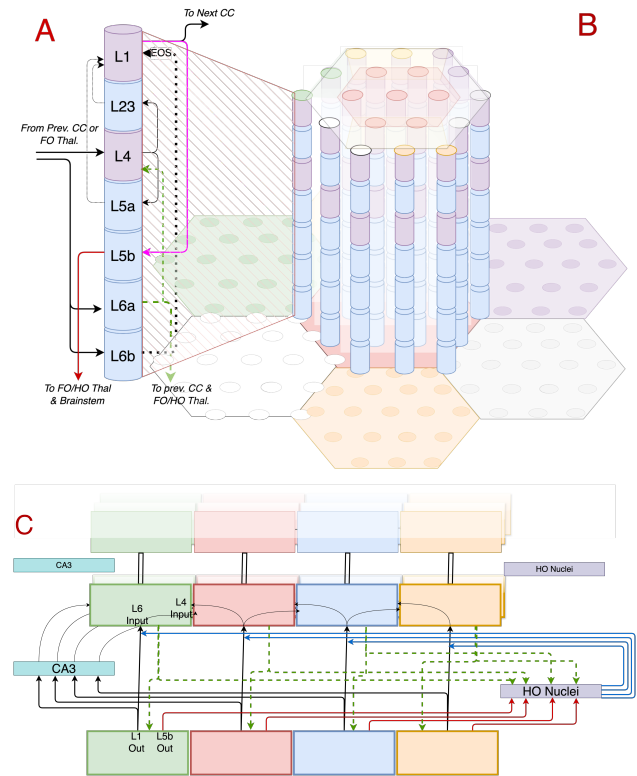 A
To Next CC
B
L1
EOS
L23
From Prev. CC or
FO Thal.
L4
L5a
L5b
L6a
L6b
To FO/HO Thal
& Brainstem
To prev. CC &
FO/HO Thal.
C
CA3
HO Nuclei
L6
Input
L4
Input
CA3
HO Nuclei
L1
Out
L5b
Out